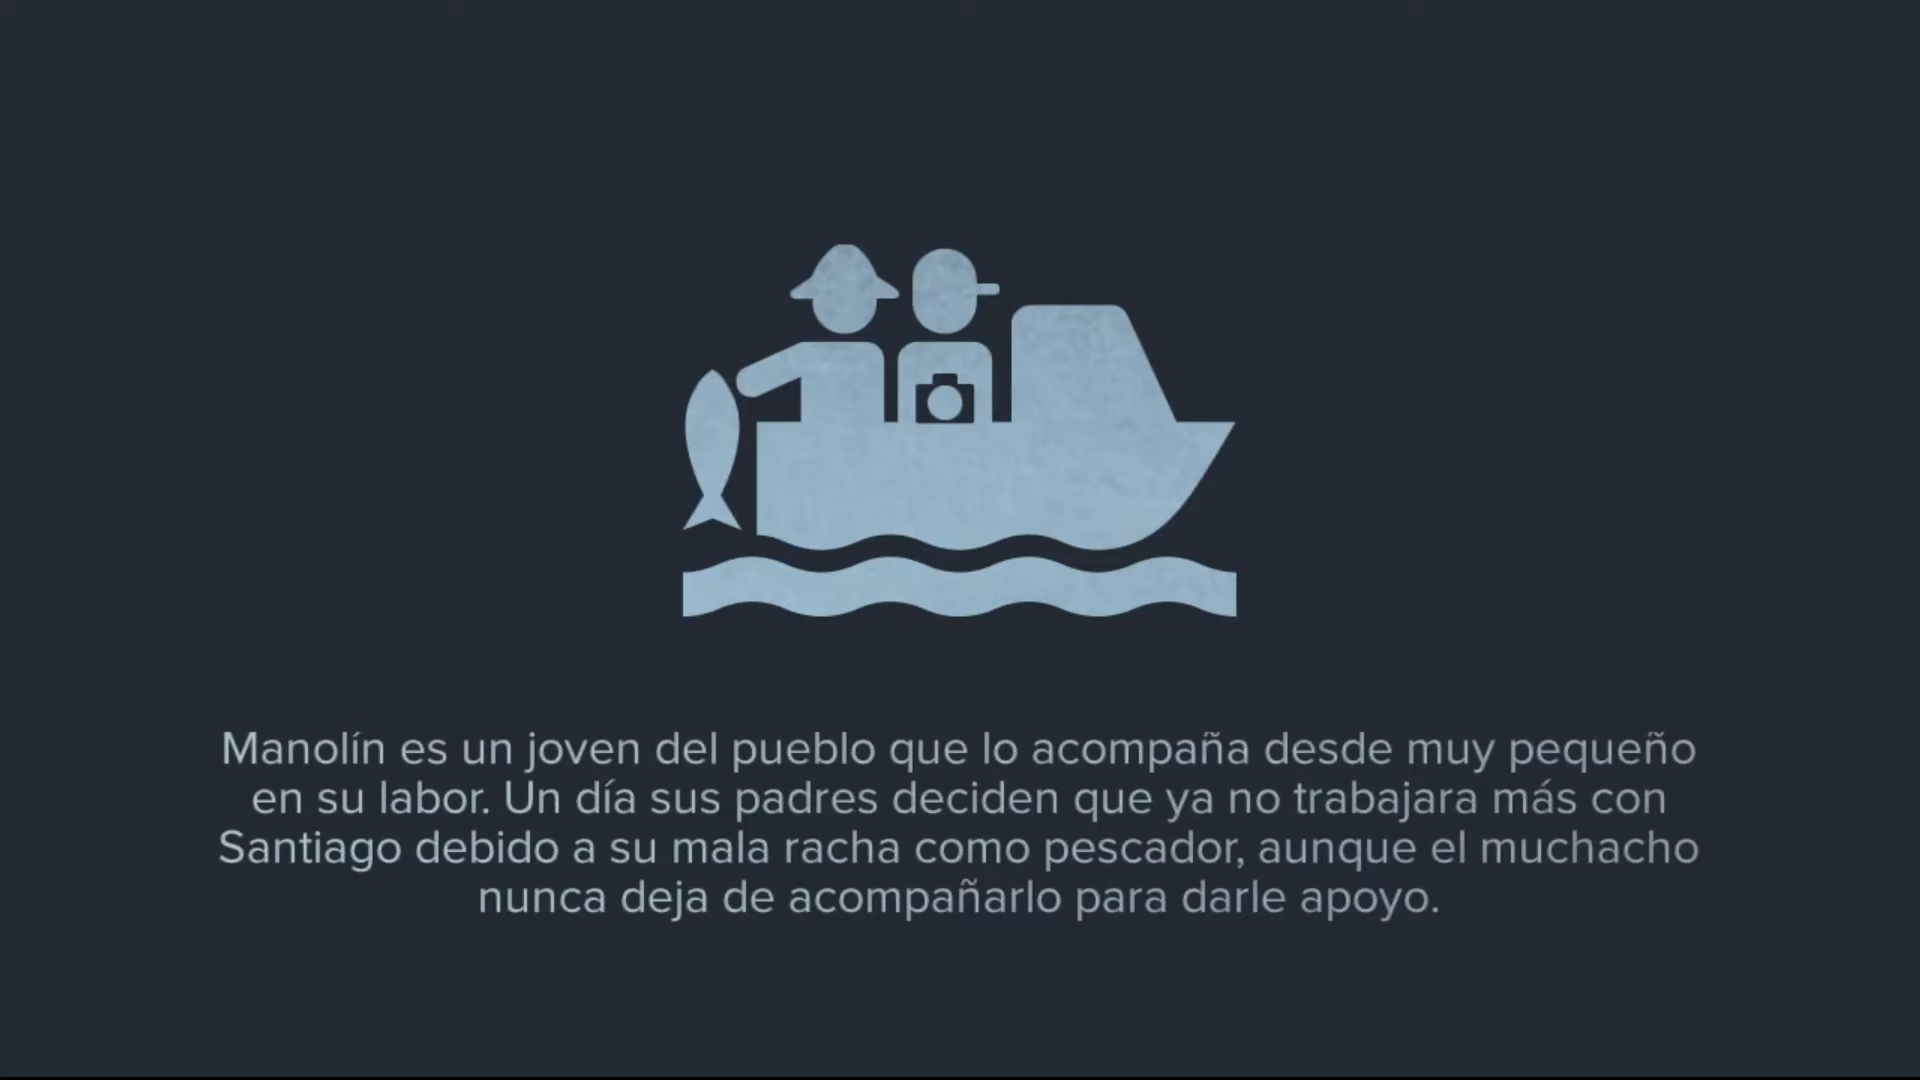 Manolín es un joven del pueblo que lo acompaña desde muy pequeño
en su labor. Un día sus padres deciden que ya no trabajara más con
Santiago debido a su mala racha como pescador, aunque el muchacho
nunca deja de acompañarlo para darle apoyo.